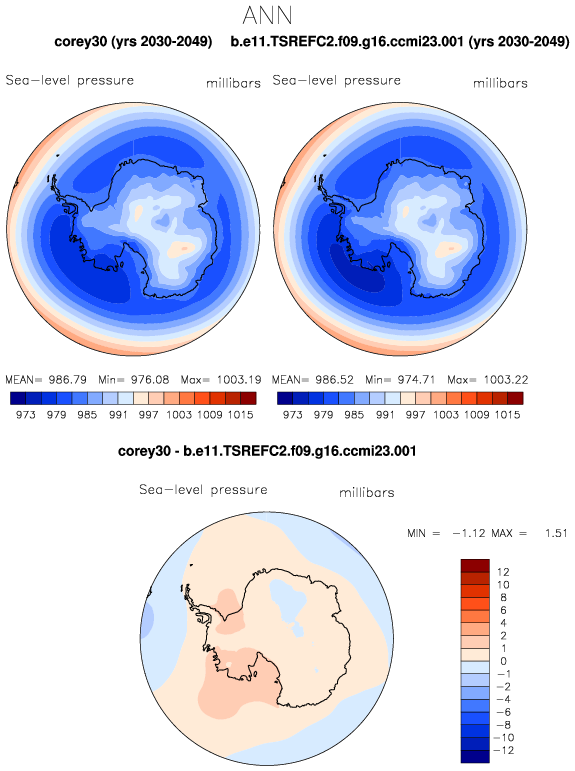 ANN
corey30 (yrs 2030-2049) b.e11.TSREFC2.f09.g16.ccmi23.001 (yrs 2030-2049)
Sea-level pressure millibars Sea-level pressure millibars
MEAN= 986.79 Min= 976.08 Max= 1003.19 MEAN= 986.52 Min= 974.71 Max= 1003.22
973 979 985 991 997 1003 1009 1015 973 979 985 991 997 1003 1009 1015
corey30 - b.e11.TSREFC2.f09.g16.ccmi23.001
Sea-level pressure millibars
MIN = -1.12 MAX = 1.51
12
10
8
6
4
2
1
0
-1
-2
-4
-6
-8
-10
-12